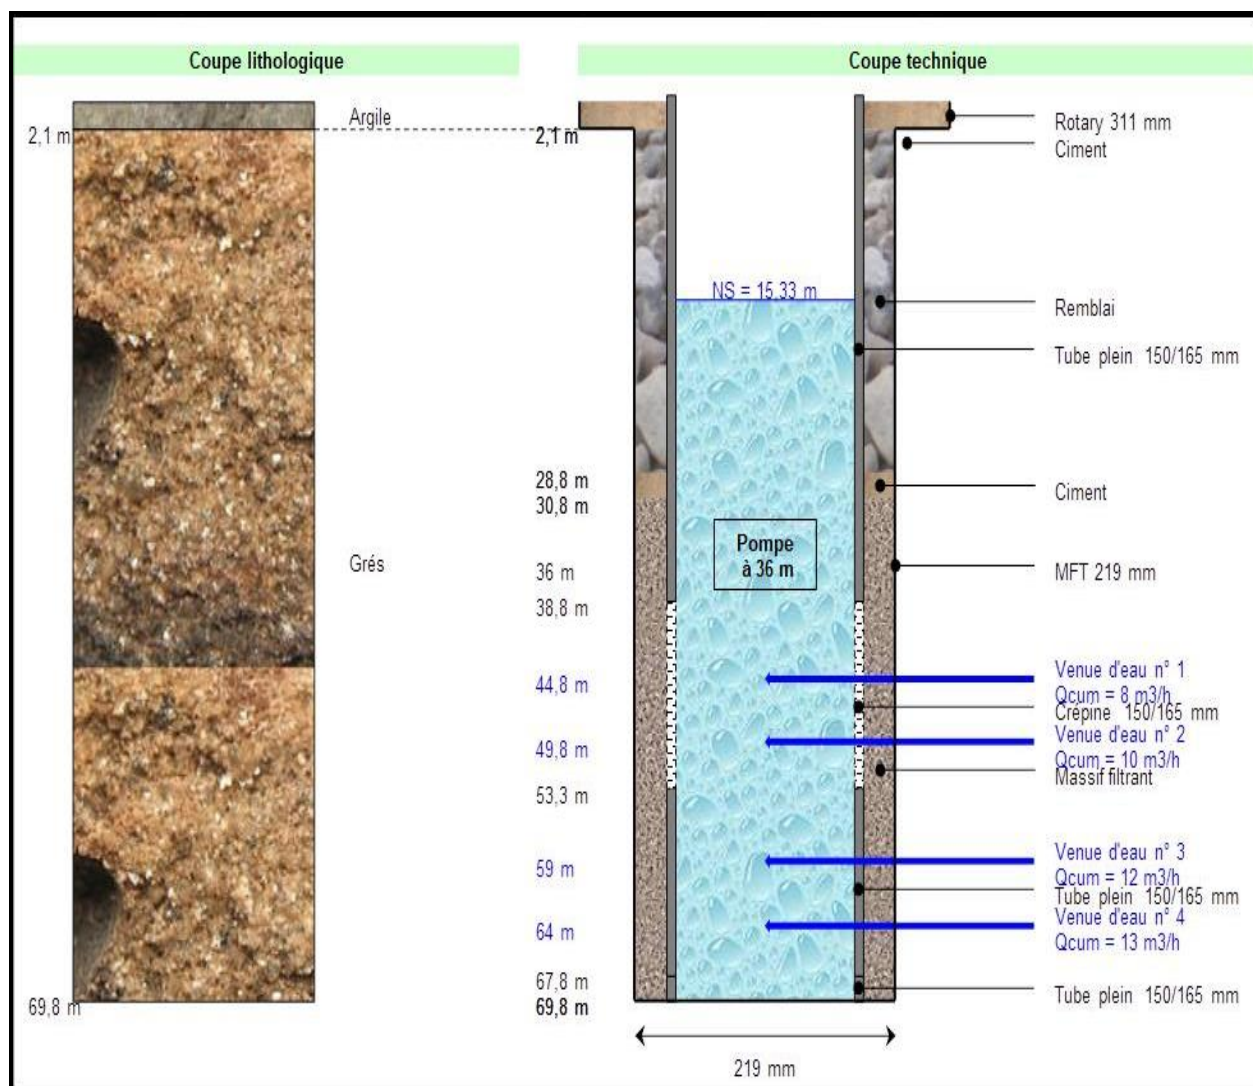 Coupe lithologique
Coupe technique
Argile
2,1 m
2,1 m
Rotary 311 mm
Ciment
NS = 15,33 m
Remblai
Tube plein 150/165 mm
28,8 m
30,8 m
Ciment
Pompe
à 36 m
Grés
36 m
MFT 219 mm
38,8 m
44,8 m
Venue d'eau n° 1
Qcum = 8 m3/h
Crépine 150/165 mm
49,8 m
Venue d'eau n° 2
Qcum = 10 m3/h
Massif filtrant
53,3 m
59 m
Venue d'eau n° 3
Qcum = 12 m3/h
Tube plein 150/165 mm
64 m
Venue d'eau n° 4
Qcum = 13 m3/h
67,8 m
Tube plein 150/165 mm
69,8 m
69,8 m
219 mm